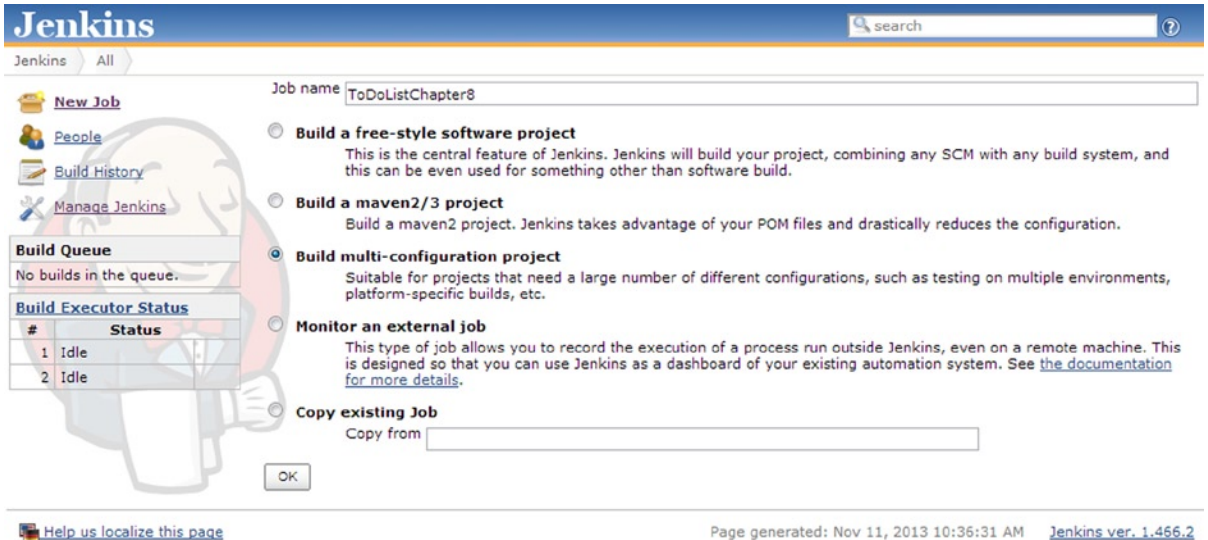 Jenkins
search
Jenkins
All
New Job
People
Build History
Manage Jenkins
Build Queue
No builds in the queue.
Build Executor Status
# Status
1 Idle
2 Idle
Job name ToDoListChapter8
Build a free-style software project
This is the central feature of Jenkins. Jenkins will build your project, combining any SCM with any build system, and
this can be even used for something other than software build.
Build a maven2/3 project
Build a maven2 project. Jenkins takes advantage of your POM files and drastically reduces the configuration.
Build multi-configuration project
Suitable for projects that need a large number of different configurations, such as testing on multiple environments,
platform-specific builds, etc.
Monitor an external job
This type of job allows you to record the execution of a process run outside Jenkins, even on a remote machine. This
is designed so that you can use Jenkins as a dashboard of your existing automation system. See the documentation
for more details.
Copy existing Job
Copy from
OK
Help us localize this page
Page generated: Nov 11, 2013 10:36:31 AM
Jenkins ver. 1.466.2